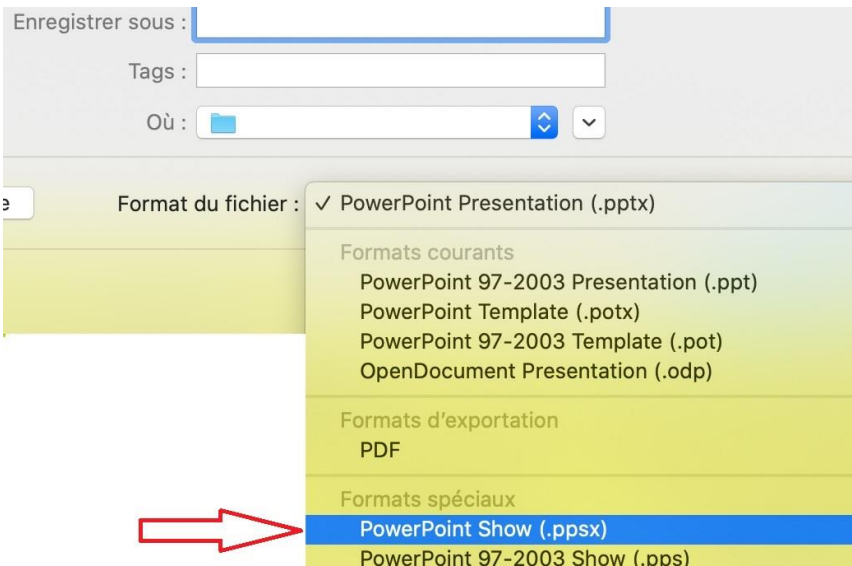 Enregistrer sous :
Tags :
Où :
e
Format du fichier : ✓ PowerPoint Presentation (.pptx)
Formats courants
PowerPoint 97-2003 Presentation (.ppt)
PowerPoint Template (.potx)
PowerPoint 97-2003 Template (.pot)
OpenDocument Presentation (.odp)
Formats d’exportation
PDF
Formats spéciaux
PowerPoint Show (.ppsx)
PowerPoint 97-2003 Show (.pps)